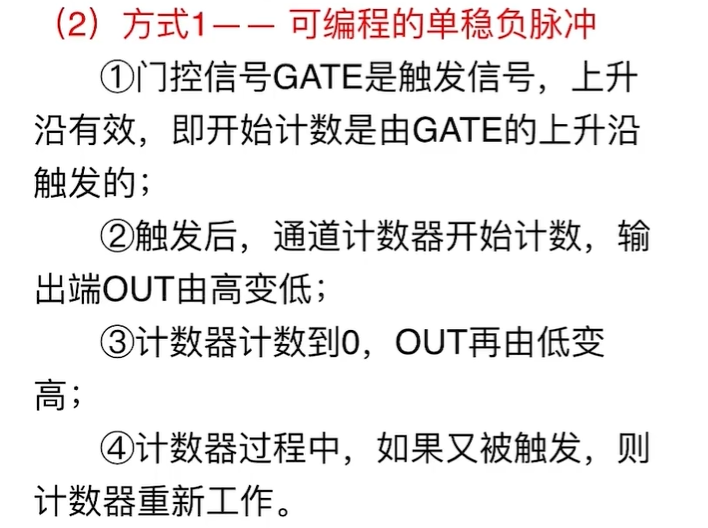 （2）方式1—— 可编程的单稳负脉冲
①门控信号GATE是触发信号，上升
沿有效，即开始计数是由GATE的上升沿
触发的；
②触发后，通道计数器开始计数，输
出端OUT由高变低；
③计数器计数到0，OUT再由低变
高；
④计数器过程中，如果又被触发，则
计数器重新工作。